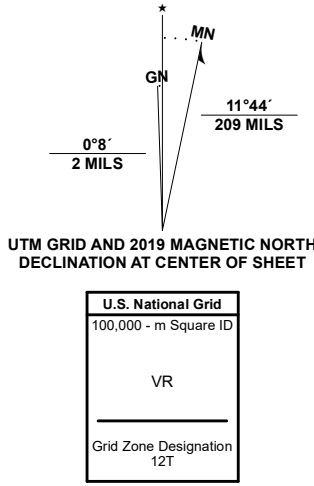 ★
MN
GN
11°44´
209 MILS
0°8´
2 MILS
UTM GRID AND 2019 MAGNETIC NORTH
DECLINATION AT CENTER OF SHEET
U.S. National Grid
100,000 - m Square ID
VR
Grid Zone Designation
12T